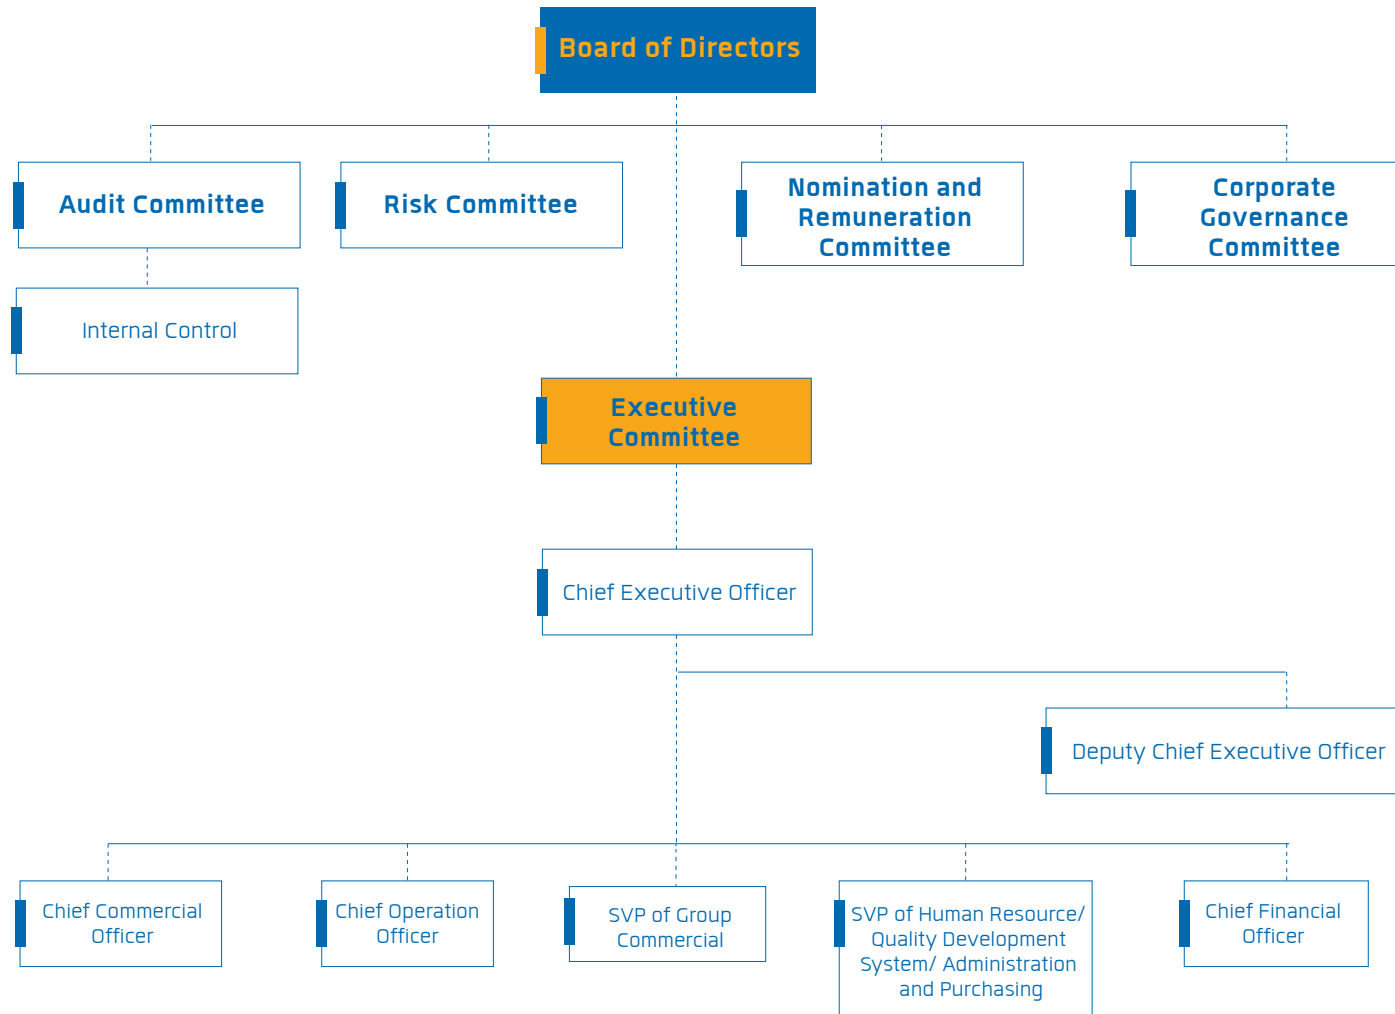 Board of Directors
Audit Committee
Risk Committee
Nomination and
Remuneration
Committee
Corporate
Governance
Committee
Internal Control
Executive
Committee
Chief Executive Officer
Deputy Chief Executive Officer
Chief Commercial
Officer
Chief Operation
Officer
SVP of Group
Commercial
SVP of Human Resource/
Quality Development
System/ Administration
and Purchasing
Chief Financial
Officer